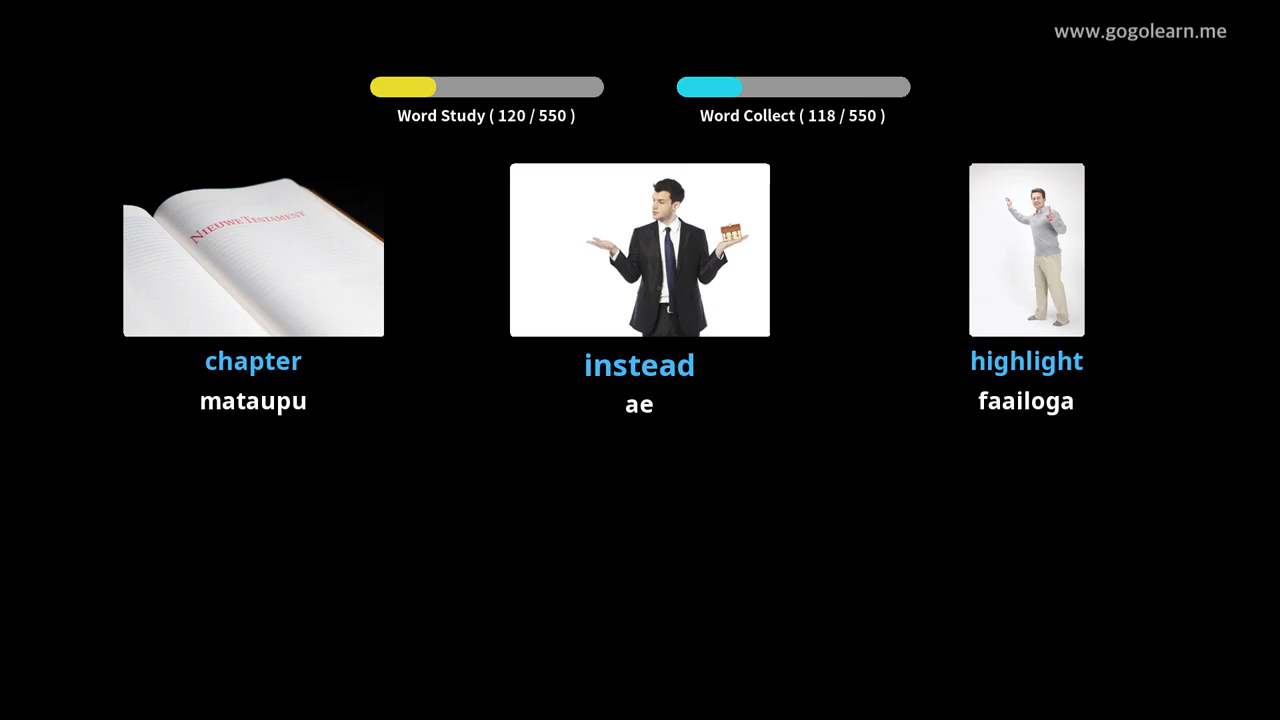 www.gogolearn.me
Word Study ( 120 / 550 )
Word Collect ( 118 / 550 )
NIEUWE TESTAMENT
chapter
instead
highlight
mataupu
ae
faailoga